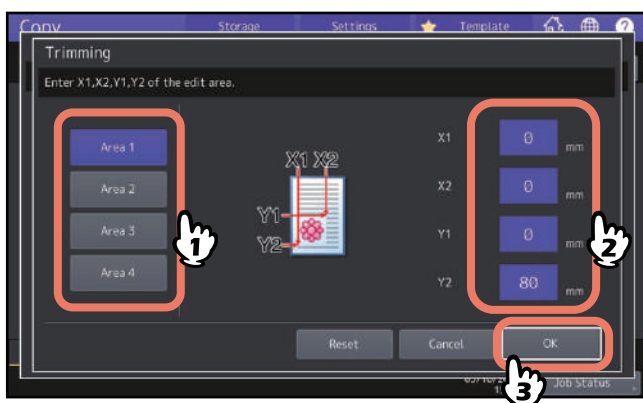 Copy Storage Settings Template ?
Trimming
Enter X1,X2,Y1,Y2 of the edit area.
Area 1
Area 2
Area 3
Area 4
1
X1 X2
Y1
Y2
X1 0 mm
X2 0 mm
Y1 0 mm
Y2 80 mm
2
Reset Cancel OK
3
Job Status